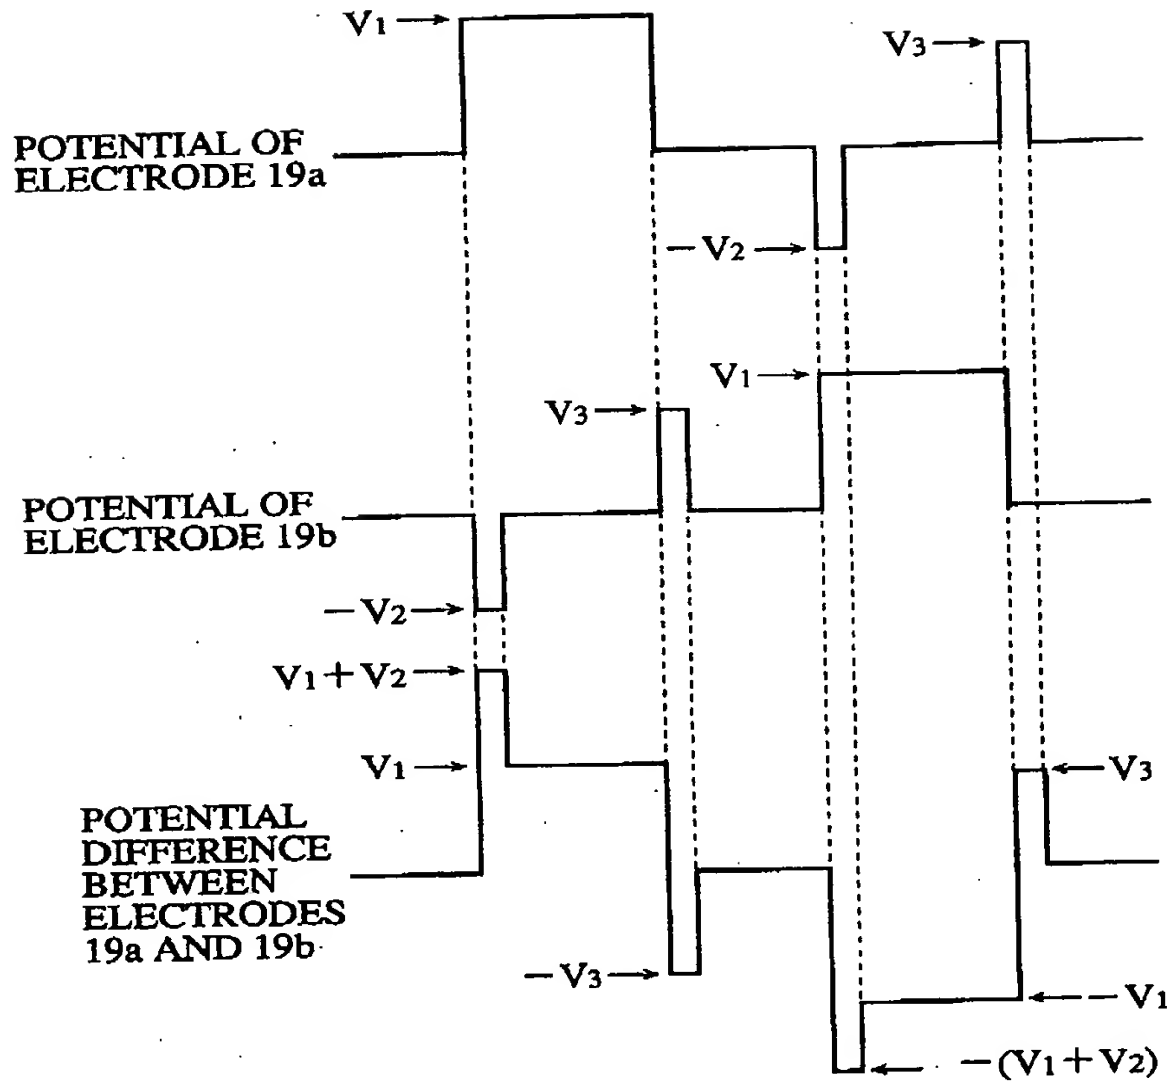 V1
V3
POTENTIAL OF
ELECTRODE 19a
−V2
V1
V3
POTENTIAL OF
ELECTRODE 19b
−V2
V1+V2
V1
V3
POTENTIAL
DIFFERENCE
BETWEEN
ELECTRODES
19a AND 19b
−V3
−V1
−(V1+V2)